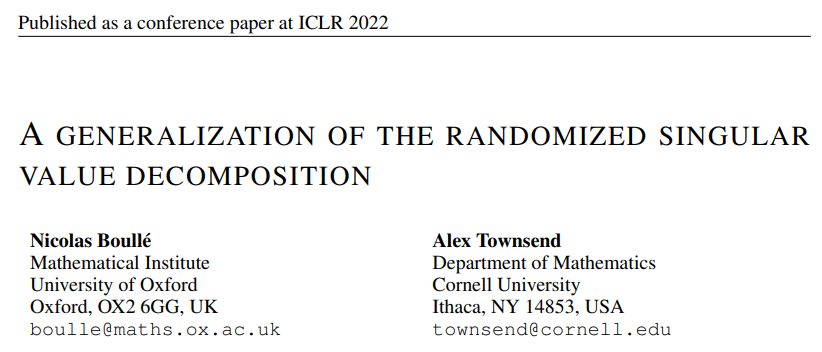 Published as a conference paper at ICLR 2022
A GENERALIZATION OF THE RANDOMIZED SINGULAR
VALUE DECOMPOSITION
Nicolas Boullé
Mathematical Institute
University of Oxford
Oxford, OX2 6GG, UK
boulle@maths.ox.ac.uk
Alex Townsend
Department of Mathematics
Cornell University
Ithaca, NY 14853, USA
townsend@cornell.edu